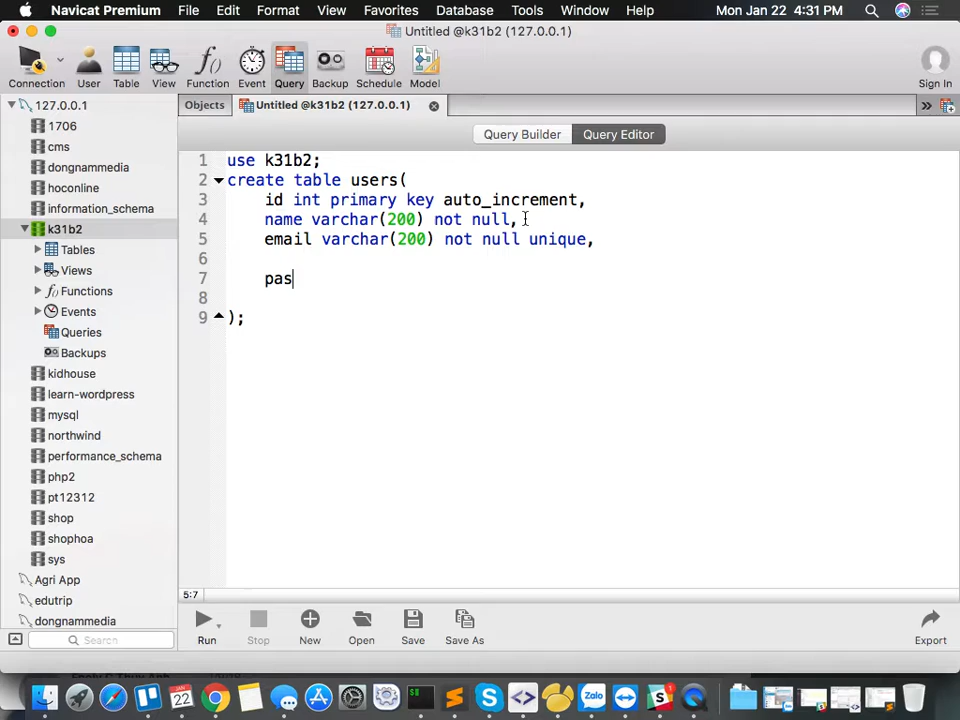 Navicat Premium File Edit Format View Favorites Database Tools Window Help Mon Jan 22 4:31 PM
Untitled @k31b2 (127.0.0.1)
Connection User Table View Function Event Query Backup Schedule Model Sign In
127.0.0.1 Objects Untitled @k31b2 (127.0.0.1)
1706
cms
dongnammedia
hoconline
information_schema
k31b2
Tables
Views
Functions
Events
Queries
Backups
kidhouse
learn-wordpress
mysql
northwind
performance_schema
php2
pt12312
shop
shophoa
sys
Agri App
edutrip
dongnammedia
Search
Query Builder Query Editor
1 use k31b2;
2 create table users(
3 id int primary key auto_increment,
4 name varchar(200) not null,
5 email varchar(200) not null unique,
6
7 pas
8
9 );
5:7
Run Stop New Open Save Save As Export